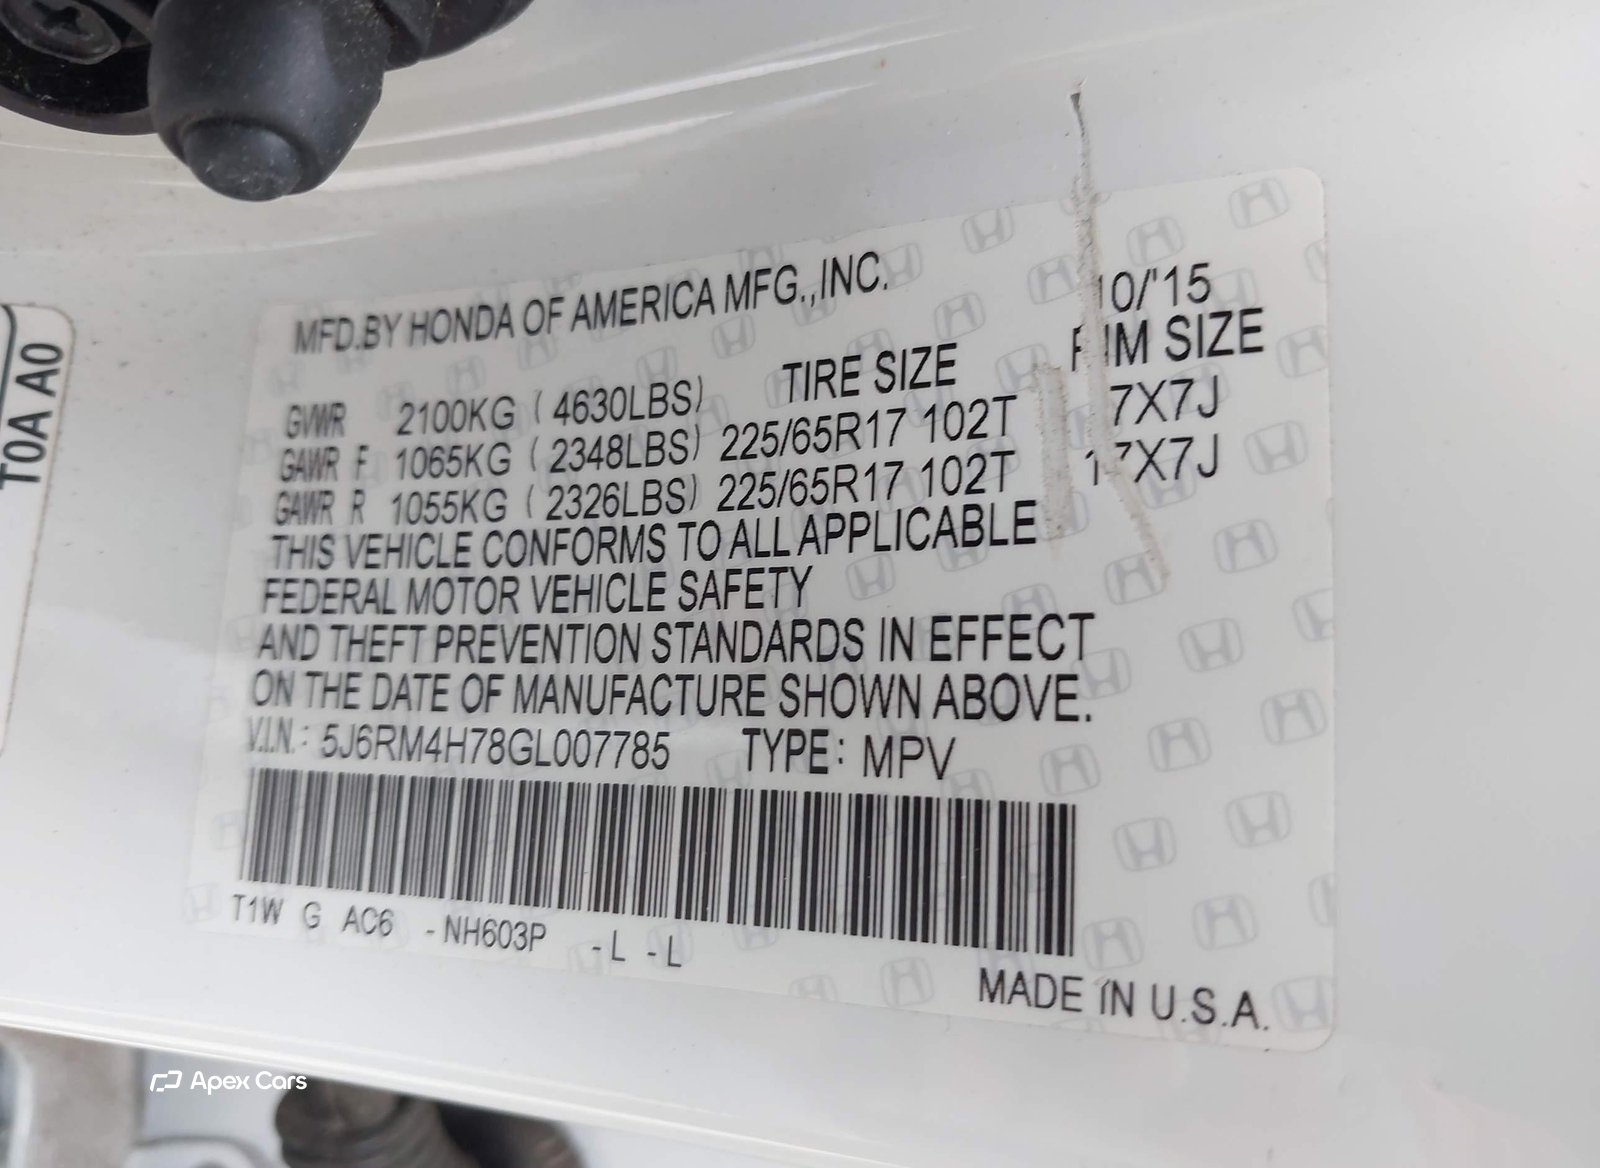 T0A A0
MFD.BY HONDA OF AMERICA MFG.,INC. 10/'15
GVWR 2100KG ( 4630LBS) TIRE SIZE RIM SIZE
GAWR F 1065KG ( 2348LBS) 225/65R17 102T 7X7J
GAWR R 1055KG ( 2326LBS) 225/65R17 102T 17X7J
THIS VEHICLE CONFORMS TO ALL APPLICABLE
FEDERAL MOTOR VEHICLE SAFETY
AND THEFT PREVENTION STANDARDS IN EFFECT
ON THE DATE OF MANUFACTURE SHOWN ABOVE.
V.I.N.: 5J6RM4H78GL007785 TYPE: MPV
T1W G AC6 -NH603P -L -L
MADE IN U.S.A.
Apex Cars